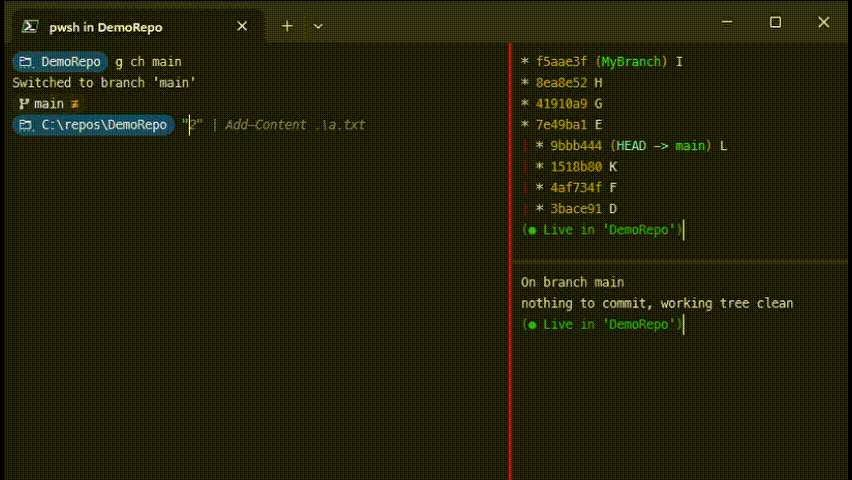 pwsh in DemoRepo
DemoRepo g ch main
Switched to branch 'main'
main ≢
C:\repos\DemoRepo "2" | Add-Content .\a.txt
* f5aae3f (MyBranch) I
* 8ea8e52 H
* 41910a9 G
* 7e49ba1 E
| * 9bbb444 (HEAD -> main) L
| * 1518b80 K
| * 4af734f F
| * 3bace91 D
(● Live in 'DemoRepo')
On branch main
nothing to commit, working tree clean
(● Live in 'DemoRepo')